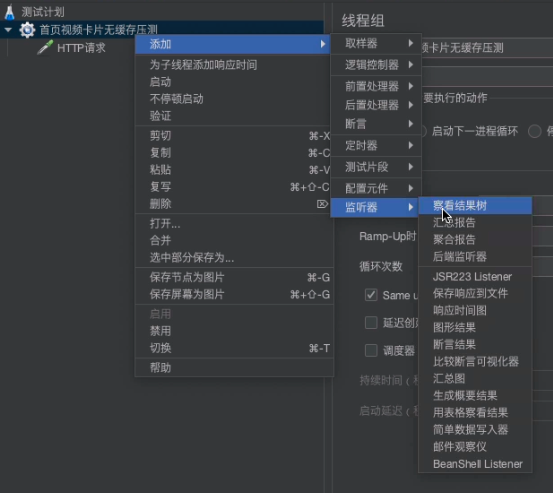 测试计划
首页视频卡片无缓存压测
HTTP请求
添加
为子线程添加响应时间
启动
不停顿启动
验证
剪切 ⌘-X
复制 ⌘-C
粘贴 ⌘-V
复写 ⌘+⇧-C
删除 ⌦
打开...
合并
选中部分保存为...
保存节点为图片 ⌘-G
保存屏幕为图片 ⌘+⇧-G
启用
禁用
切换 ⌘-T
帮助
线程组
取样器
逻辑控制器
前置处理器
后置处理器
断言
定时器
测试片段
配置元件
监听器
频卡片无缓存压测
要执行的动作
启动下一进程循环
Ramp-Up时
循环次数
Same u
延迟创
调度器
持续时间
启动延迟
察看结果树
汇总报告
聚合报告
后端监听器
JSR223 Listener
保存响应到文件
响应时间图
图形结果
断言结果
比较断言可视化器
汇总图
生成概要结果
用表格察看结果
简单数据写入器
邮件观察仪
BeanShell Listener